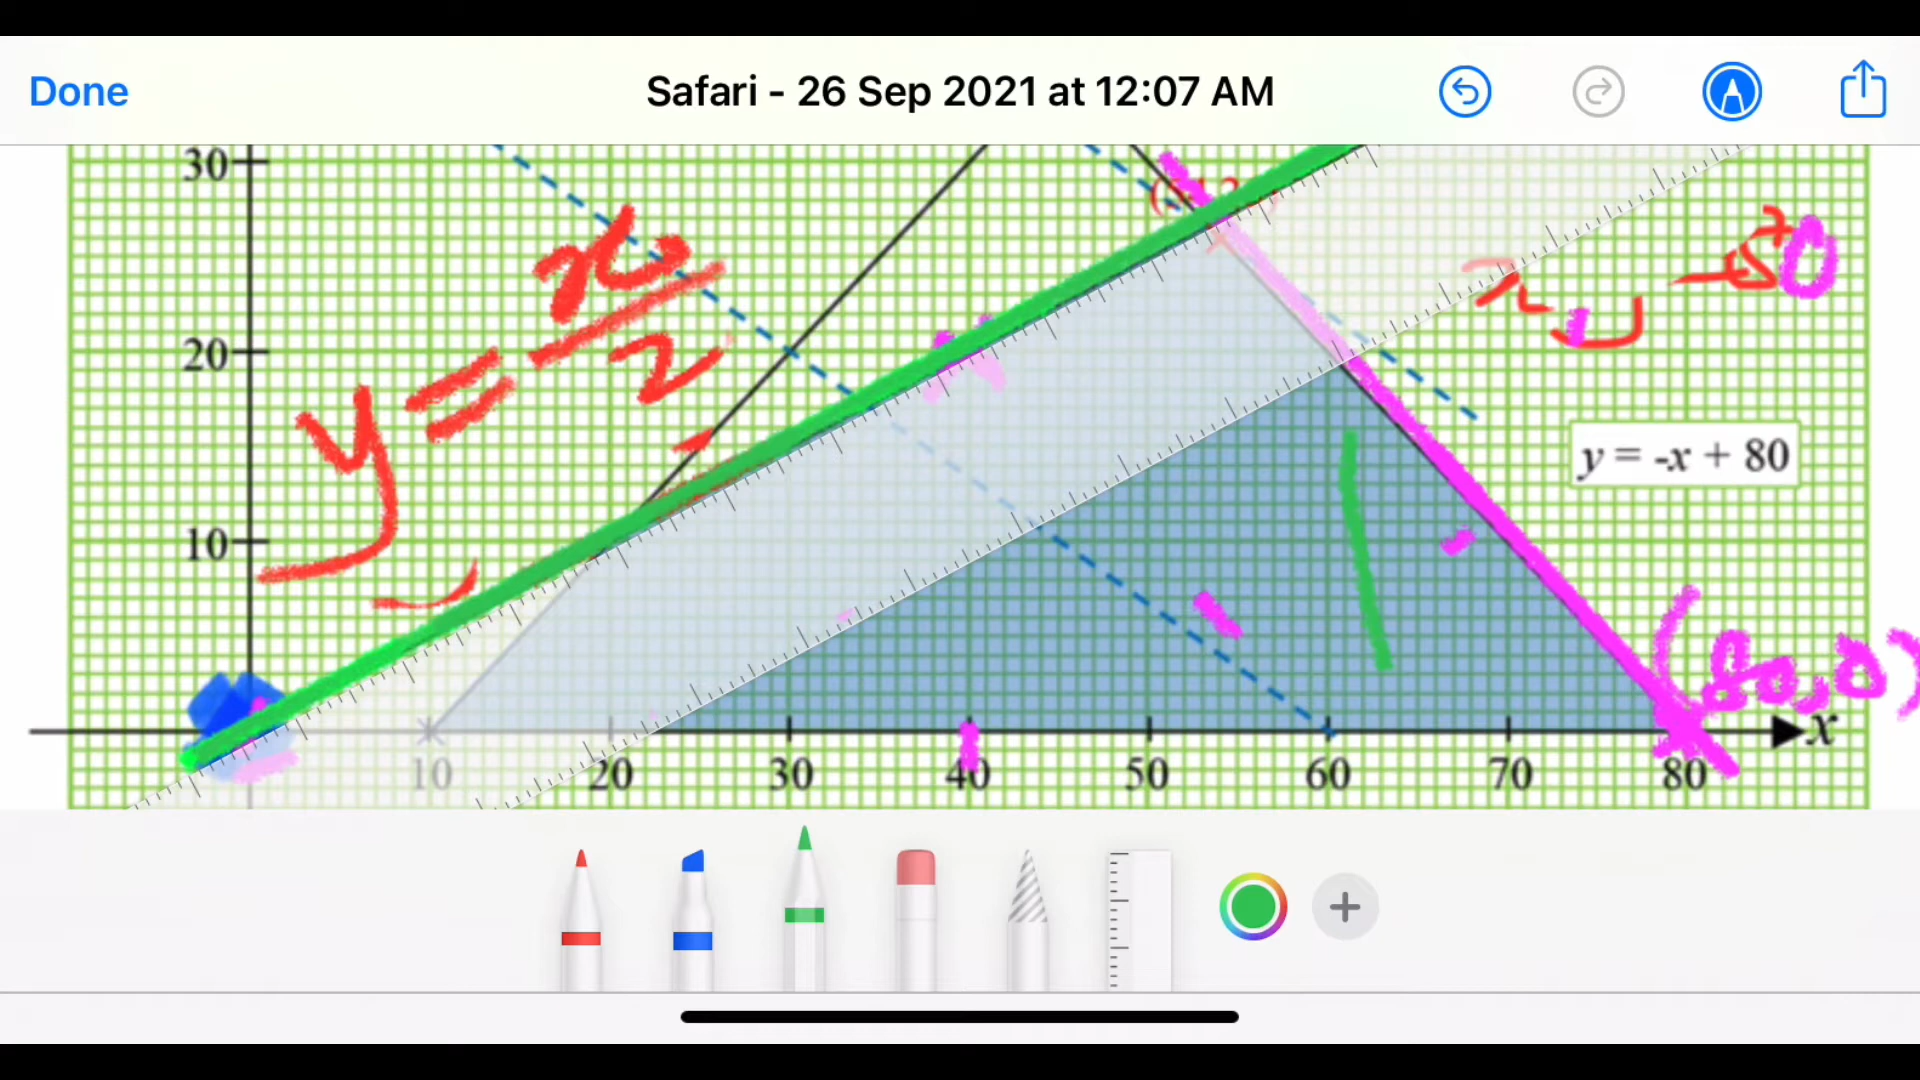 Done
Safari - 26 Sep 2021 at 12:07 AM
30
20
10
y = x/2
y = -x + 80
(80,0)
x
10 20 30 40 50 60 70 80